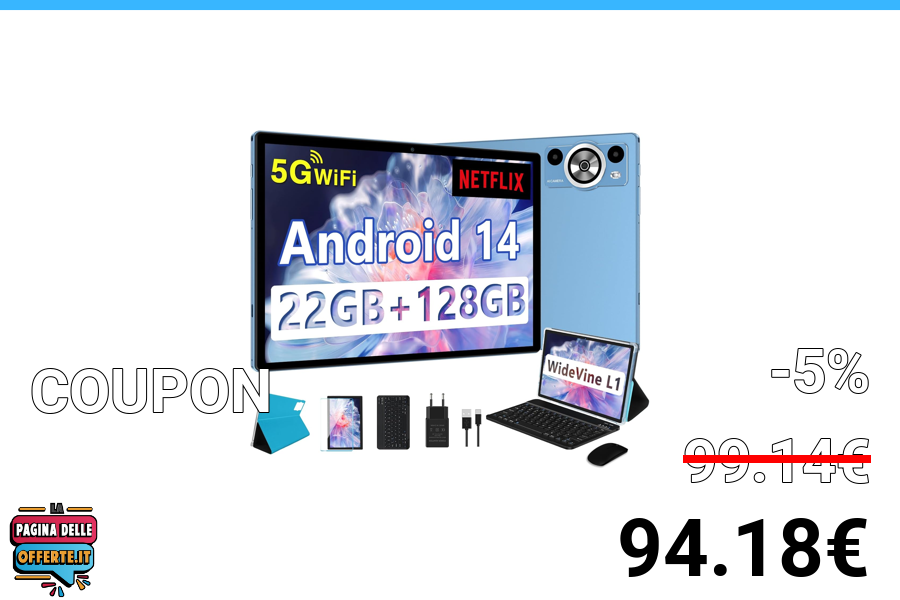 5G WiFi
NETFLIX
Android 14
22GB+128GB
WideVine L1
COUPON
-5%
99.14€
94.18€
LA
PAGINA DELLE
OFFERTE.IT